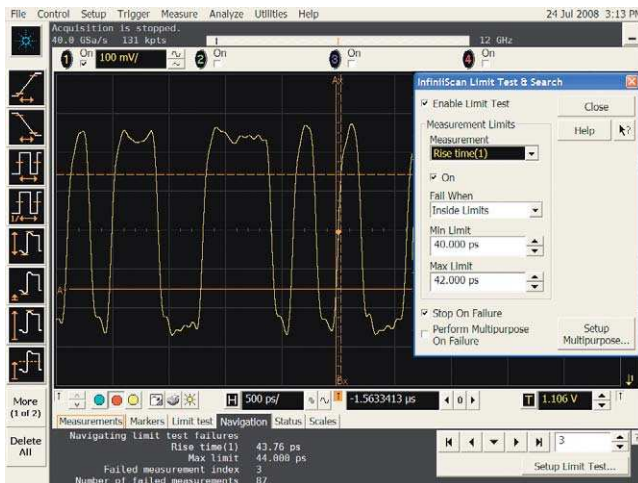 File Control Setup Trigger Measure Analyze Utilities Help 24 Jul 2008 3:13 PM
Acquisition is stopped.
40.0 GSa/s 131 kpts 12 GHz
1 On 100 mV/ 2 On 3 On 4 On
Ax
InfiniiScan Limit Test & Search
Enable Limit Test Close
Measurement Limits Help
Measurement
Rise time(1)
On
Fail When
Inside Limits
Min Limit
40.000 ps
Max Limit
42.000 ps
Stop On Failure
Perform Multipurpose On Failure
Setup Multipurpose...
A
Bx
More
(1 of 2)
Delete
All
H 500 ps/ -1.5633413 µs 0 T 1.106 V
Measurements Markers Limit test Navigation Status Scales
Navigating limit test failures
Rise time(1) 43.76 ps
Max limit 44.000 ps
Failed measurement index 3
Number of failed measurements 87
3
Setup Limit Test...